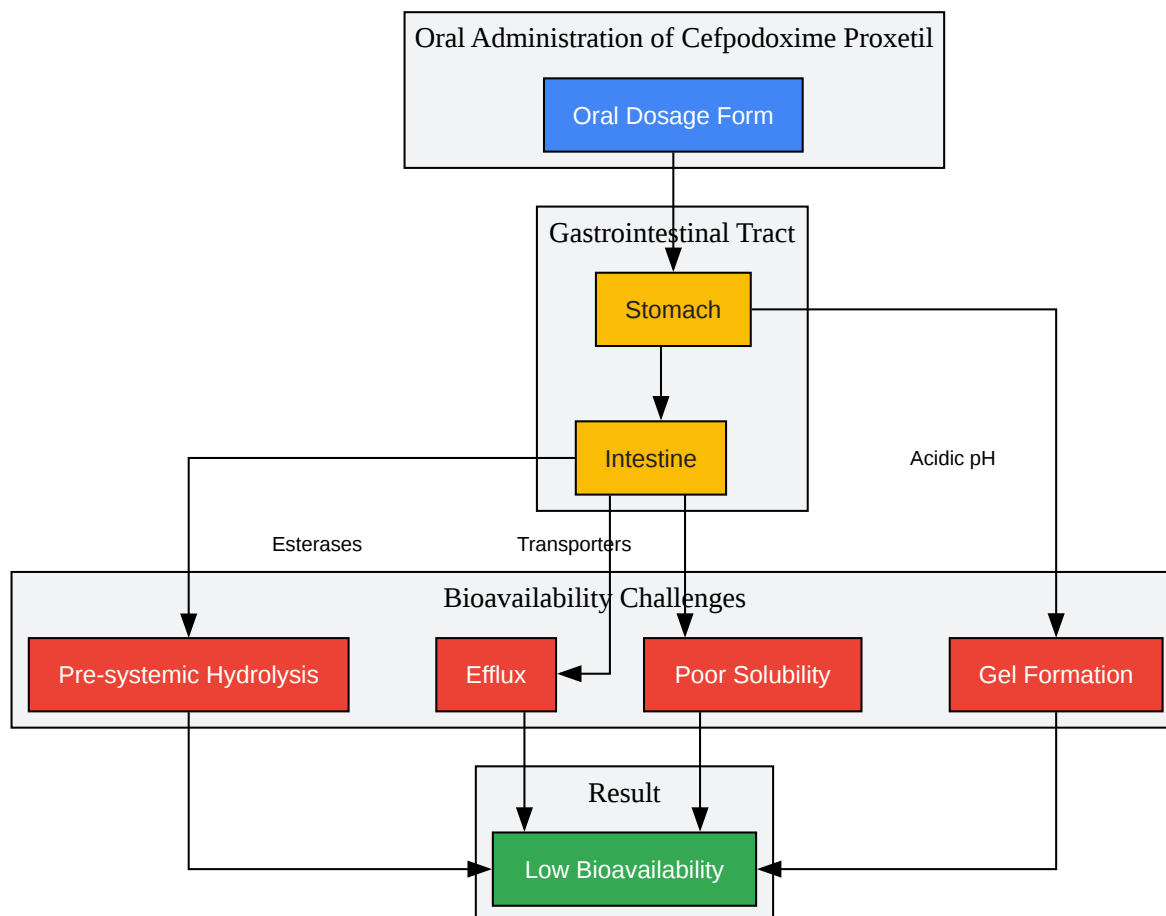 Oral Administration of Cefpodoxime Proxetil
Oral Dosage Form
Gastrointestinal Tract
Stomach
Intestine
Acidic pH
Esterases
Transporters
Bioavailability Challenges
Pre-systemic Hydrolysis
Efflux
Poor Solubility
Gel Formation
Result
Low Bioavailability